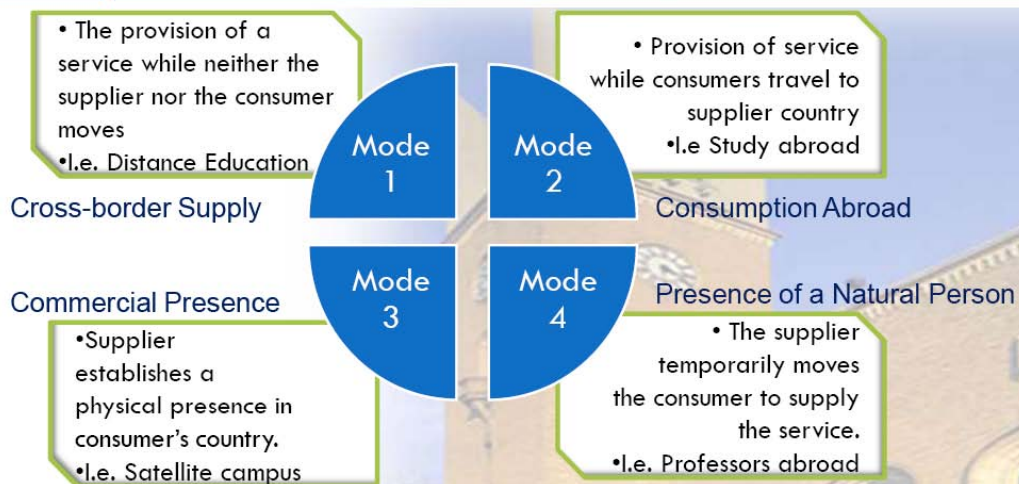 • The provision of a
service while neither the
supplier nor the consumer
moves
•I.e. Distance Education
Cross-border Supply
Mode
1
• Provision of service
while consumers travel to
supplier country
•I.e Study abroad
Mode
2
Consumption Abroad
Commercial Presence
Mode
3
•Supplier
establishes a
physical presence in
consumer's country.
•I.e. Satellite campus
Mode
4
Presence of a Natural Person
• The supplier
temporarily moves
the consumer to supply
the service.
•I.e. Professors abroad